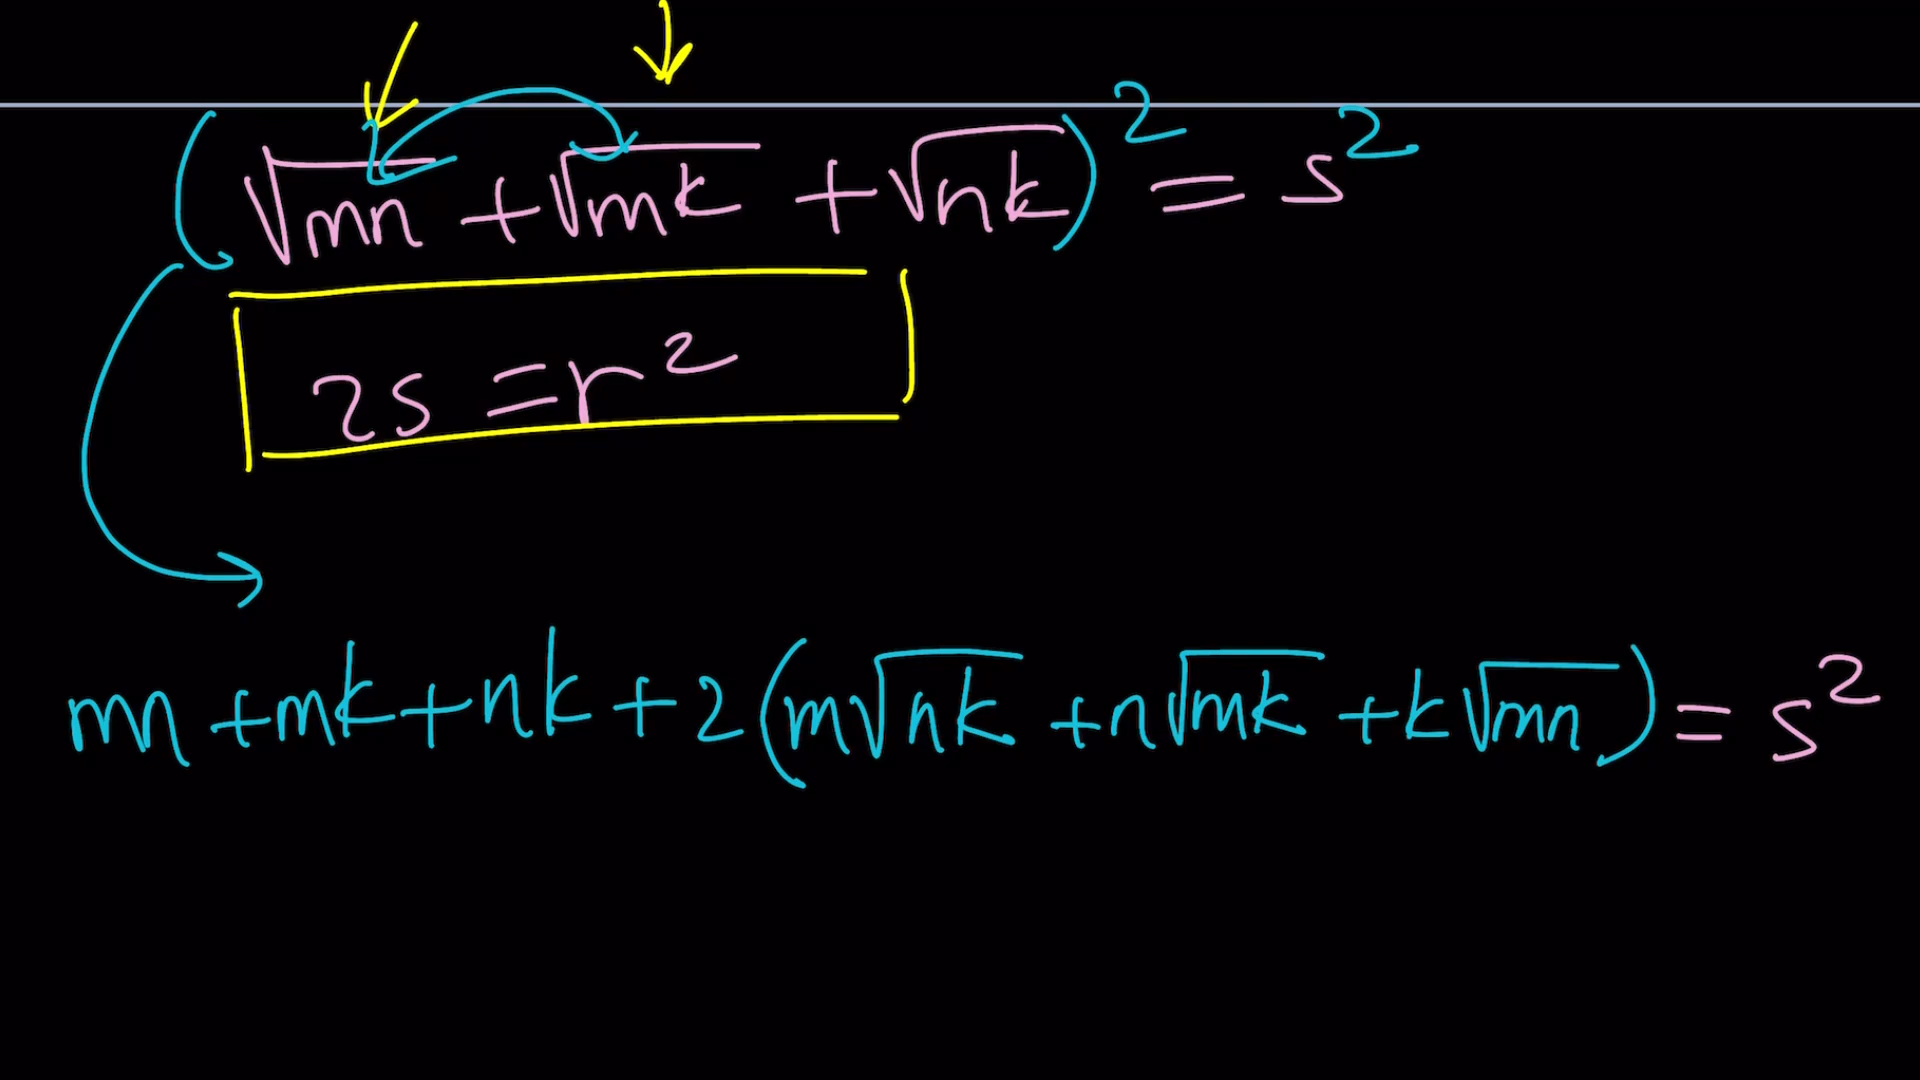 (√mn + √mk + √nk)² = s²
2s = r²
mn + mk + nk + 2(m√nk + n√mk + k√mn) = s²